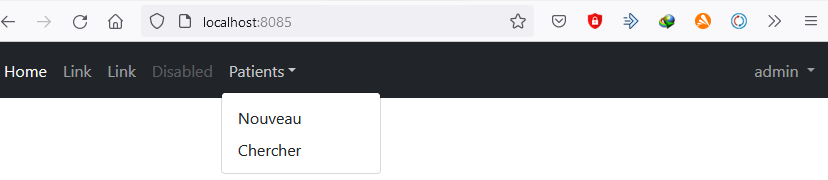 localhost:8085
Home Link Link Disabled Patients admin
Nouveau
Chercher